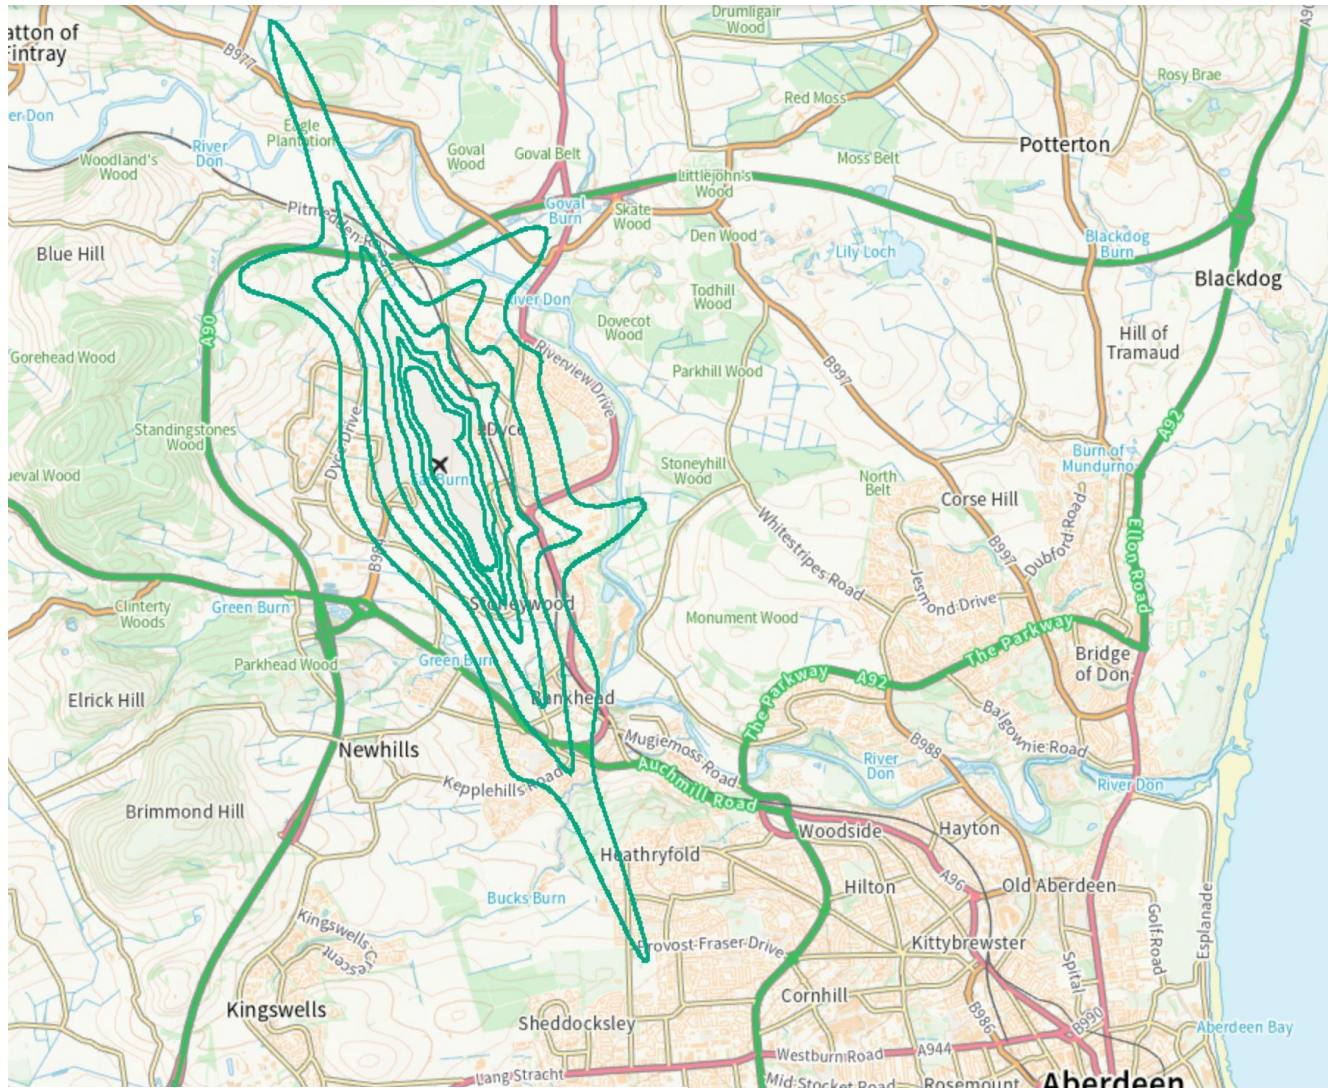 Drumligair
Wood
A90
atton of
Fintray
B977
Rosy Brae
Red Moss
er Don
Eagle
Plantation
Potterton
River
Don
Woodland's
Wood
Goval
Wood
Goval Belt
Moss Belt
Littlejohn's
Wood
Pitmedden Road
Goval
Burn
Skate
Wood
Den Wood
Blackdog
Burn
Blue Hill
Lily Loch
Blackdog
Todhill
Wood
River Don
A90
Dovecot
Wood
Hill of
Tramaud
Gorehead Wood
Riverview Drive
Parkhill Wood
B997
Standingstones
Wood
Dyce Drive
Dyce
A92
Burn of
Mundurno
Stoneyhill
Wood
ueval Wood
Far Burn
North
Belt
Corse Hill
Whitestripes Road
B997
Dubford Road
Ellon Road
Jesmond Drive
Clinterty
Woods
Green Burn
Stoneywood
Monument Wood
The Parkway
Parkhead Wood
Green Burn
Bridge
of Don
A92
The Parkway
Elrick Hill
Bankhead
Balgownie Road
Newhills
Mugiemoss Road
B988
River
Don
Kepplehills Road
Auchmill Road
River Don
Brimmond Hill
Woodside
Hayton
Heathryfold
A96
Hilton
Old Aberdeen
Bucks Burn
Kingswells
Crescent
Golf Road
Esplanade
Provost Fraser Drive
Kittybrewster
Spital
Cornhill
Kingswells
Sheddocksley
B986
B990
Aberdeen Bay
Westburn Road
A944
Lang Stracht
Mid Stocket Road
Rosemount
Aberdeen